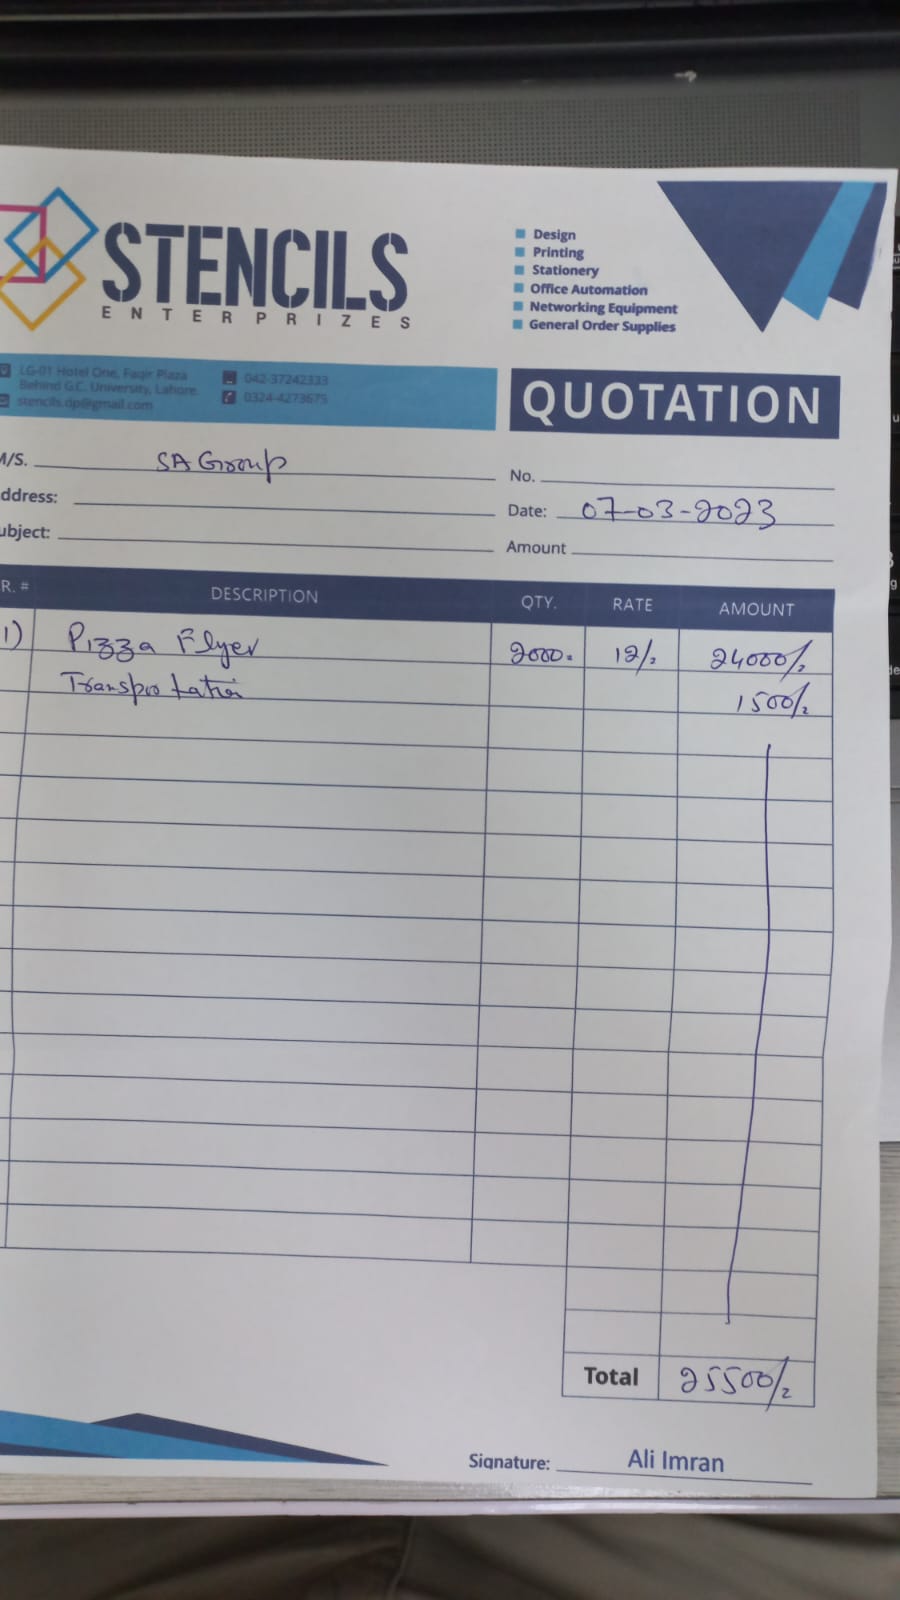 STENCILS
ENTERPRIZES
Design
Printing
Stationery
Office Automation
Networking Equipment
General Order Supplies
LG-01 Hotel One, Faqir Plaza
Behind G.C. University, Lahore.
stencils.dp@gmail.com
042-37242333
0324-4273675
QUOTATION
M/S. SA Group
No.
ddress:
Date: 07-03-2023
ubject:
Amount
R. # DESCRIPTION QTY. RATE AMOUNT
1) Pizza Flyer 2000. 12/- 24000/-
Transportation 1500/-
Total 25500/-
Signature: Ali Imran